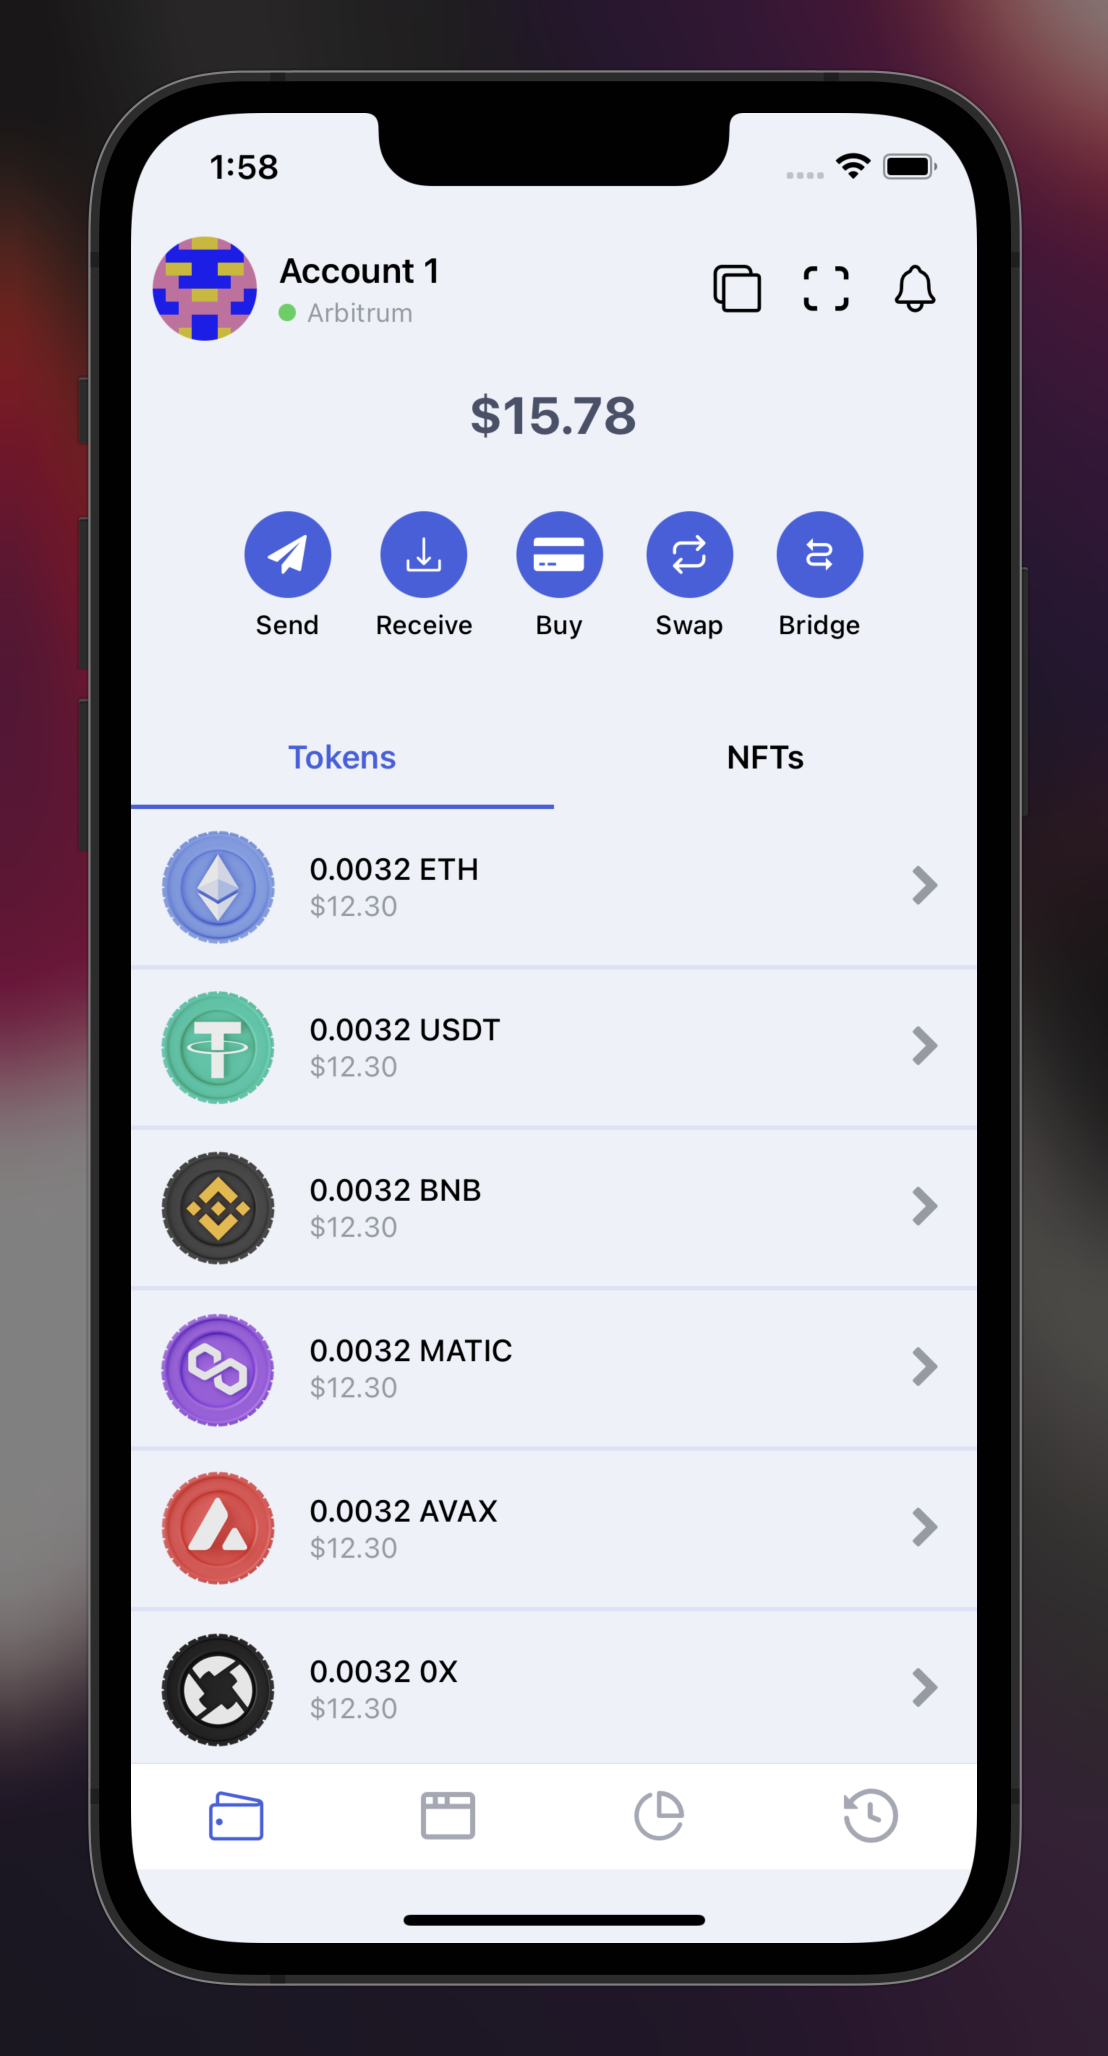 1:58
Account 1
Arbitrum
$15.78
Send Receive Buy Swap Bridge
Tokens NFTs
0.0032 ETH
$12.30
0.0032 USDT
$12.30
0.0032 BNB
$12.30
0.0032 MATIC
$12.30
0.0032 AVAX
$12.30
0.0032 0X
$12.30